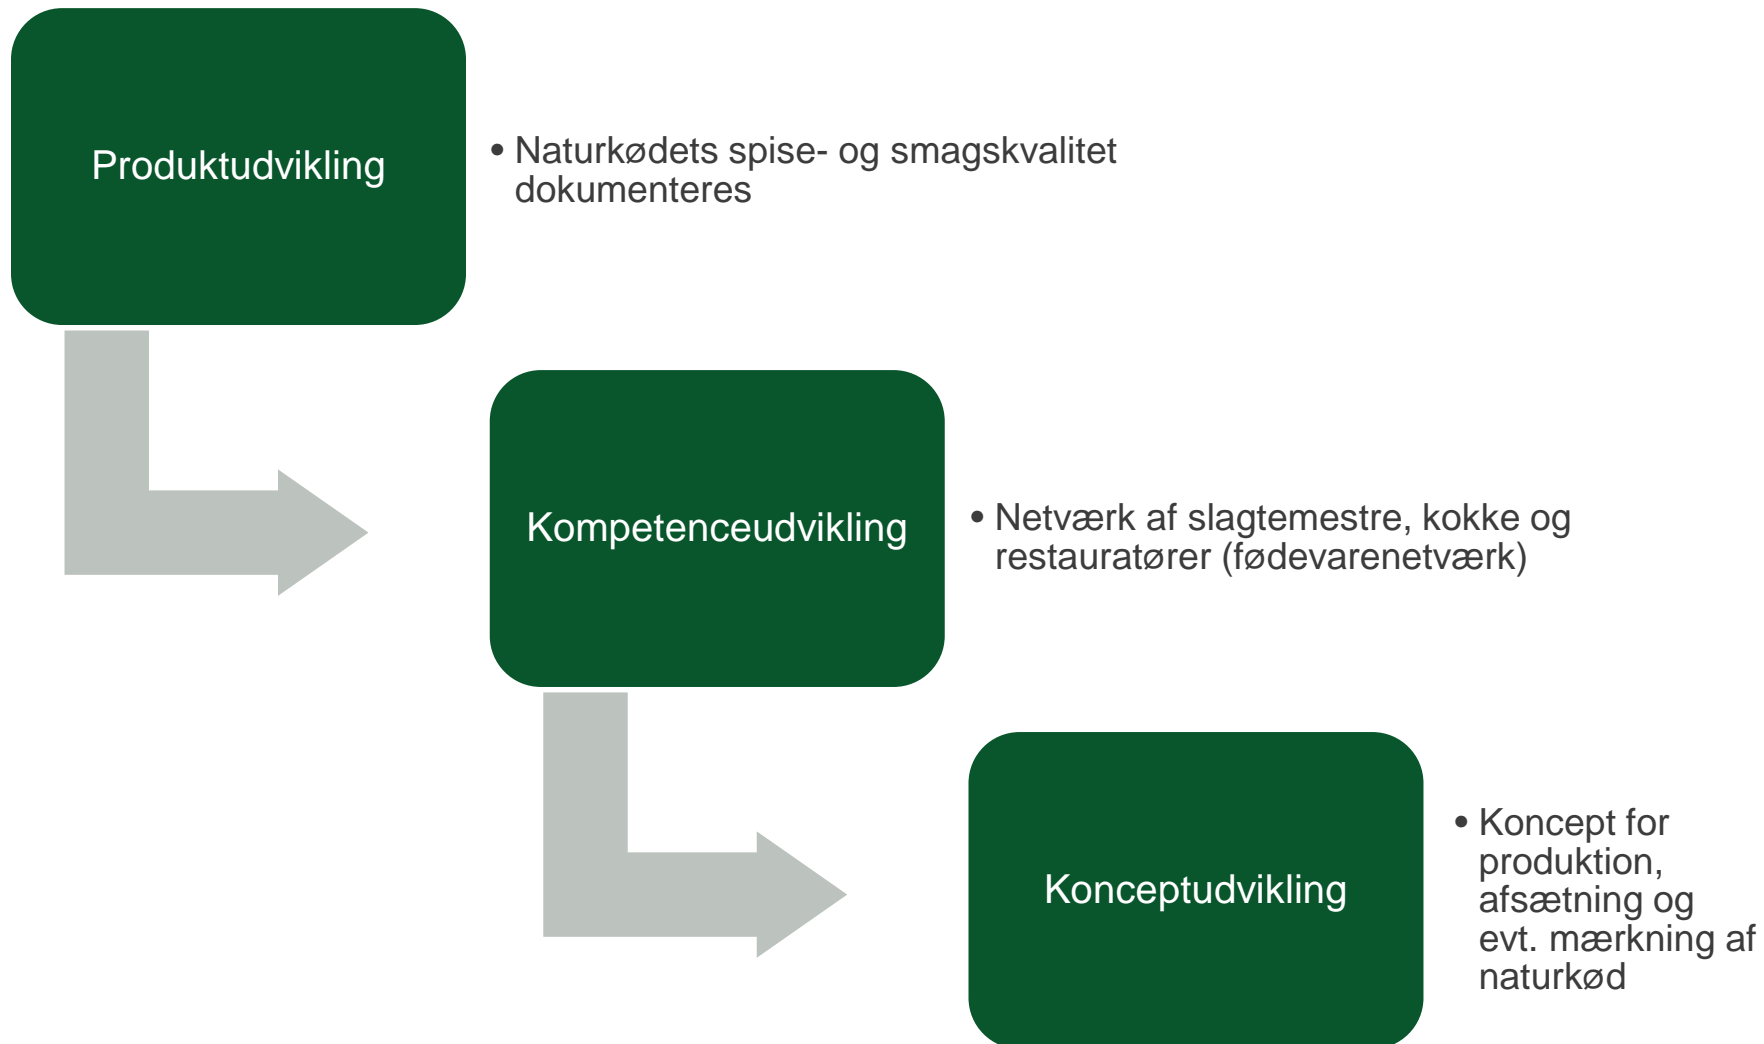 Produktudvikling
• Naturkødets spise- og smagskvalitet
dokumenteres
Kompetenceudvikling
• Netværk af slagtemestre, kokke og
restauratører (fødevarenetværk)
Konceptudvikling
• Koncept for
produktion,
afsætning og
evt. mærkning af
naturkød